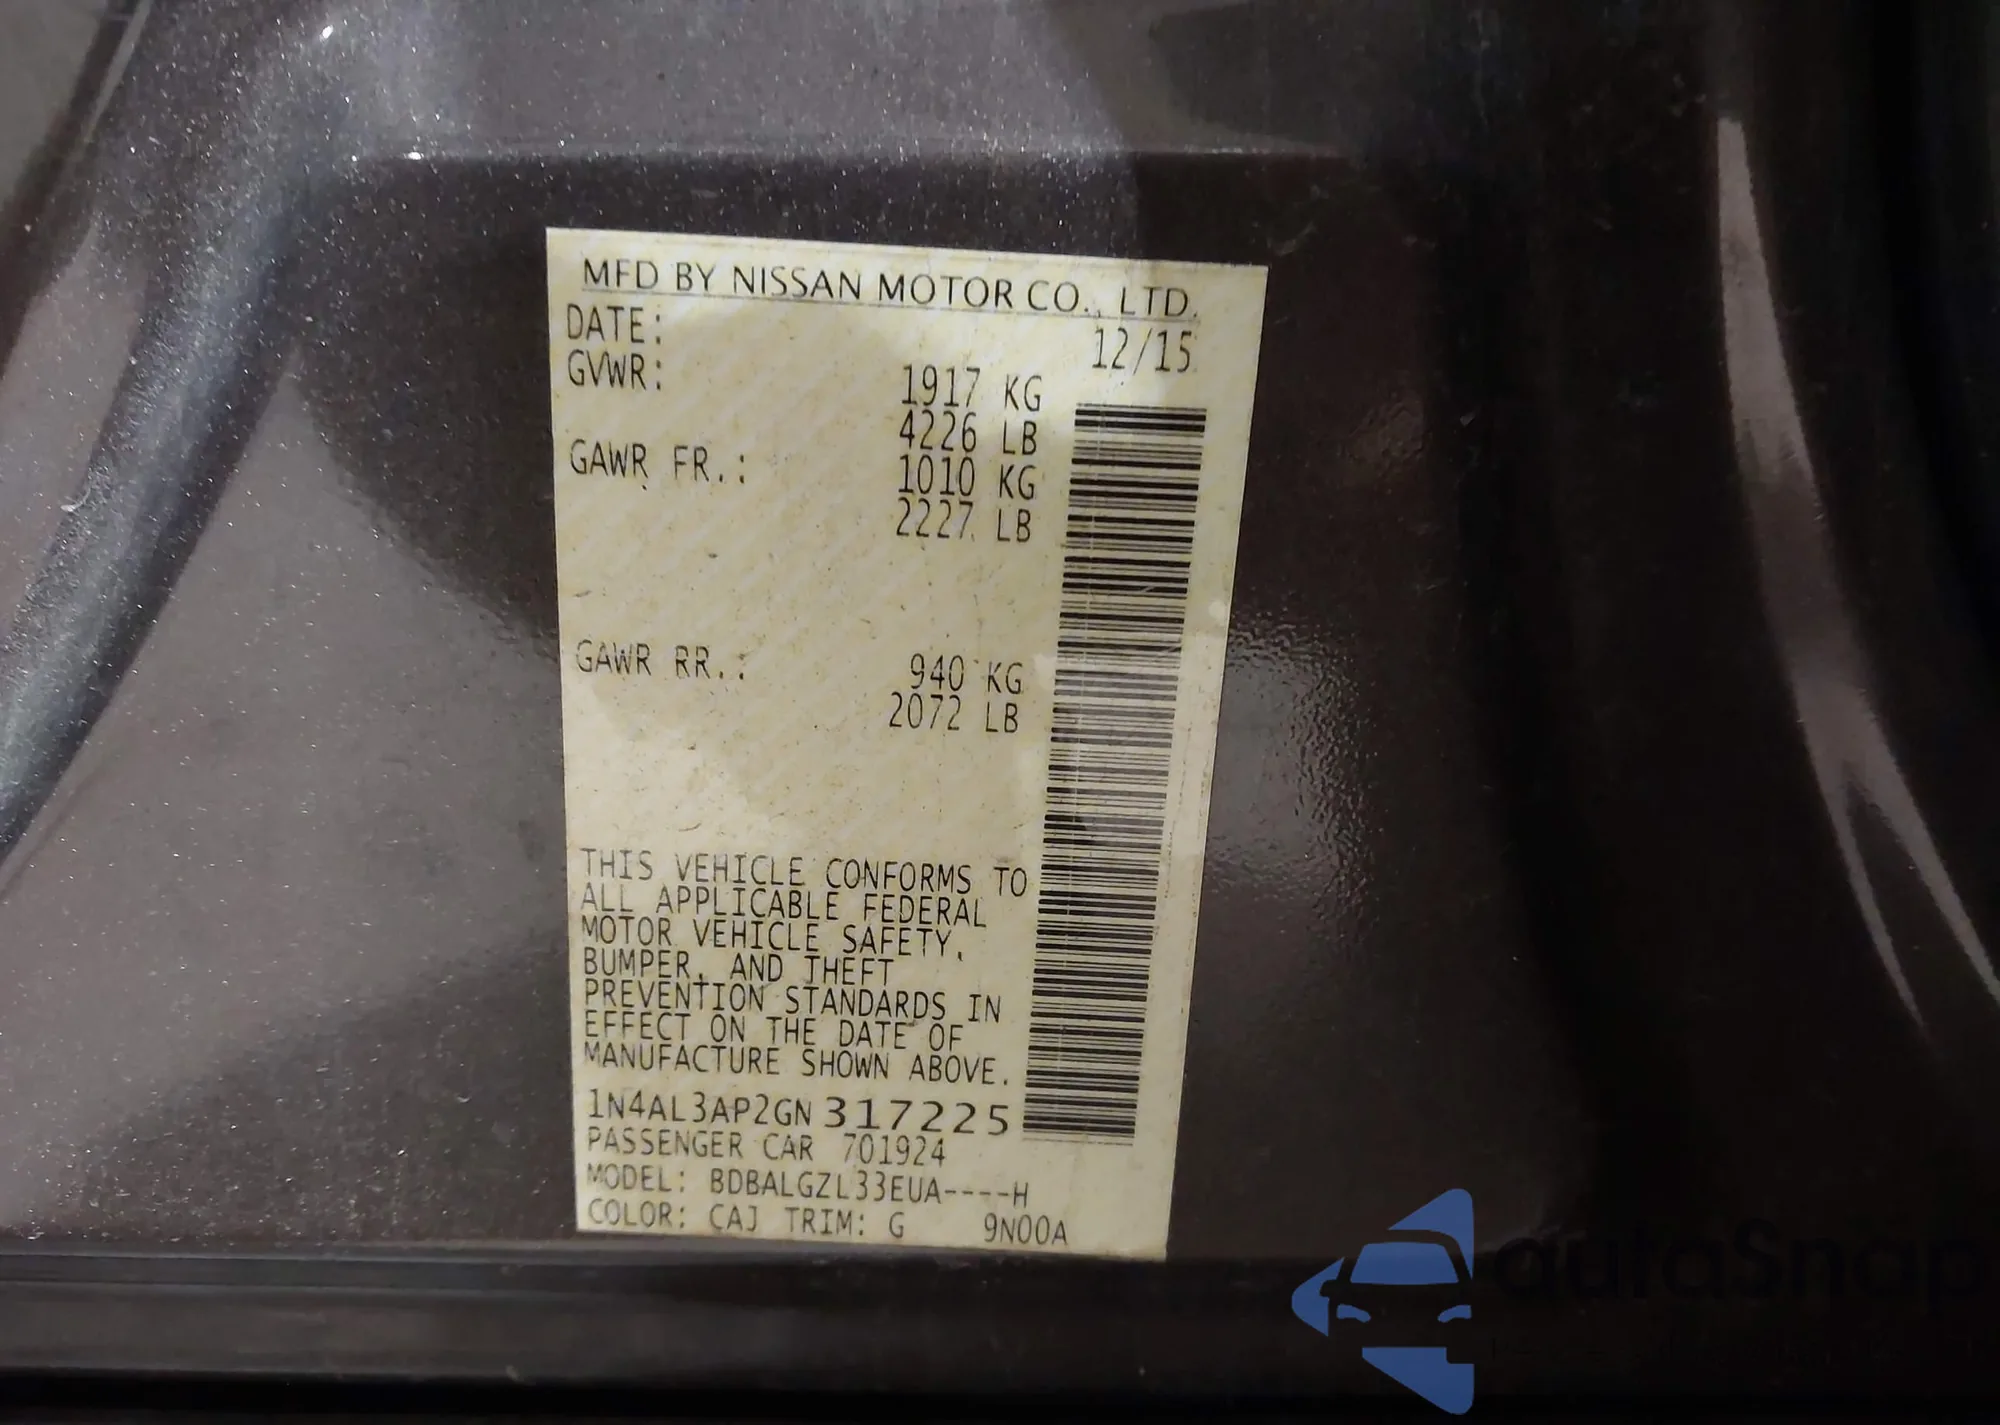 MFD BY NISSAN MOTOR CO., LTD.
DATE: 12/15
GVWR: 1917 KG
4226 LB
GAWR FR.: 1010 KG
2227 LB
GAWR RR.: 940 KG
2072 LB
THIS VEHICLE CONFORMS TO
ALL APPLICABLE FEDERAL
MOTOR VEHICLE SAFETY,
BUMPER, AND THEFT
PREVENTION STANDARDS IN
EFFECT ON THE DATE OF
MANUFACTURE SHOWN ABOVE.
1N4AL3AP2GN317225
PASSENGER CAR 701924
MODEL: BDBALGZL33EUA----H
COLOR: CAJ TRIM: G 9N00A
autoSnap